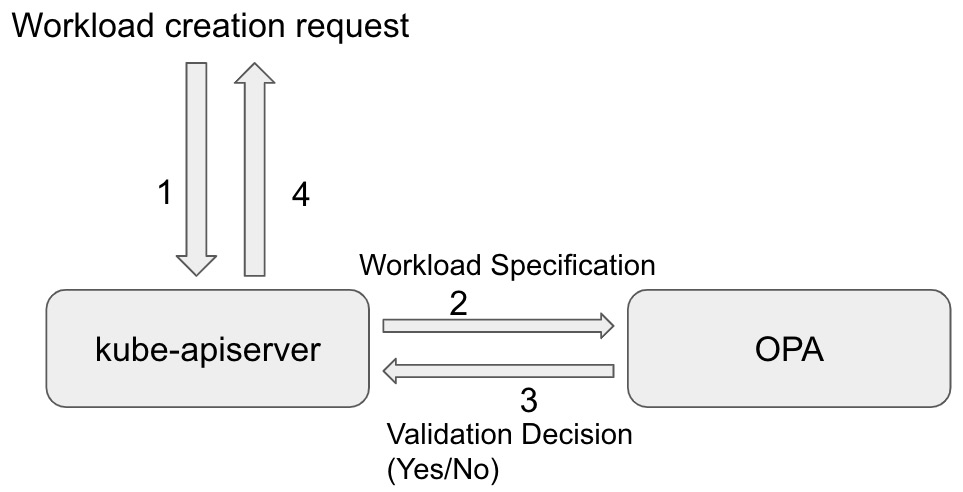 Workload creation request
1
4
Workload Specification
2
kube-apiserver
OPA
3
Validation Decision
(Yes/No)